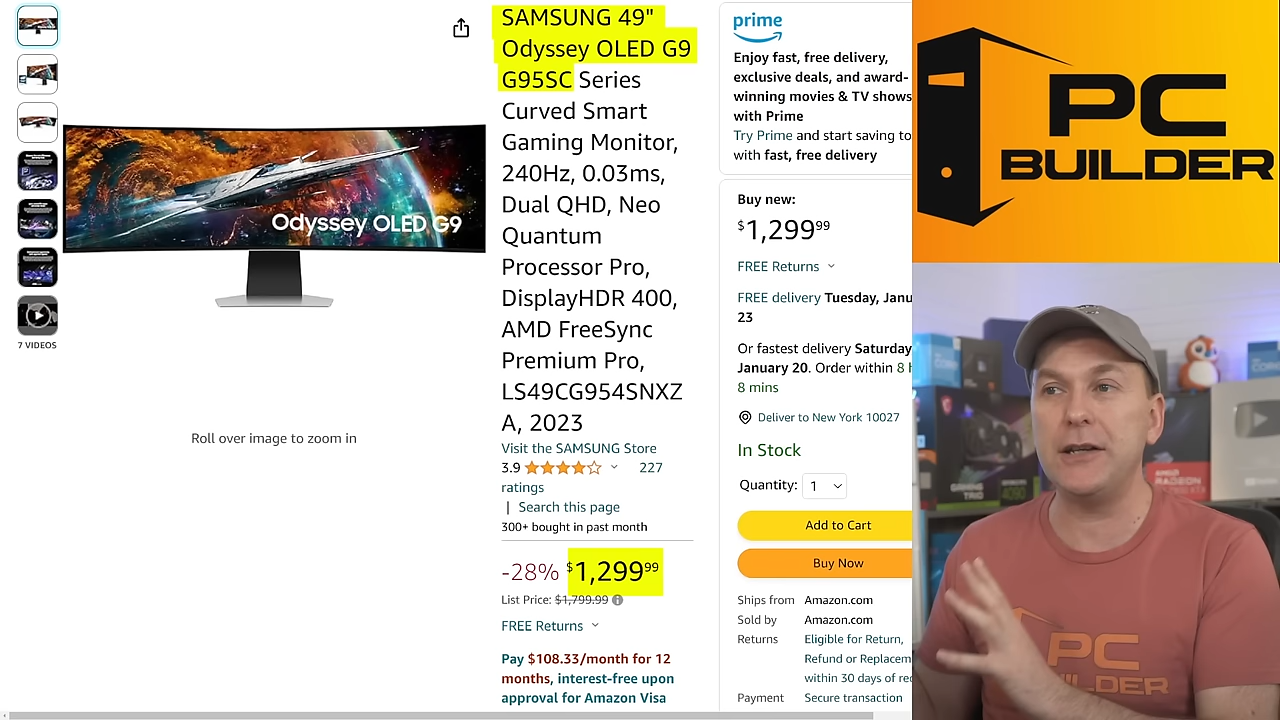 SAMSUNG 49"
Odyssey OLED G9
G95SC Series
Curved Smart
Gaming Monitor,
240Hz, 0.03ms,
Dual QHD, Neo
Quantum
Processor Pro,
DisplayHDR 400,
AMD FreeSync
Premium Pro,
LS49CG954SNXZ
A, 2023
Visit the SAMSUNG Store
3.9 227
ratings
| Search this page
300+ bought in past month
-28% $1,299 99
List Price: $1,799.99
FREE Returns
Pay $108.33/month for 12
months, interest-free upon
approval for Amazon Visa
Odyssey OLED G9
7 VIDEOS
Roll over image to zoom in
prime
Enjoy fast, free delivery,
exclusive deals, and award-
winning movies & TV shows
with Prime
Try Prime and start saving to
with fast, free delivery
Buy new:
$1,299 99
FREE Returns
FREE delivery Tuesday, Janu
23
Or fastest delivery Saturday
January 20. Order within 8 h
8 mins
Deliver to New York 10027
In Stock
Quantity: 1
Add to Cart
Buy Now
Ships from Amazon.com
Sold by Amazon.com
Returns Eligible for Return,
Refund or Replacem
within 30 days of rec
Payment Secure transaction
PC
BUILDER
GAMING
TRIO
4090
AMD
RADEON
COR
PC
BUILDER